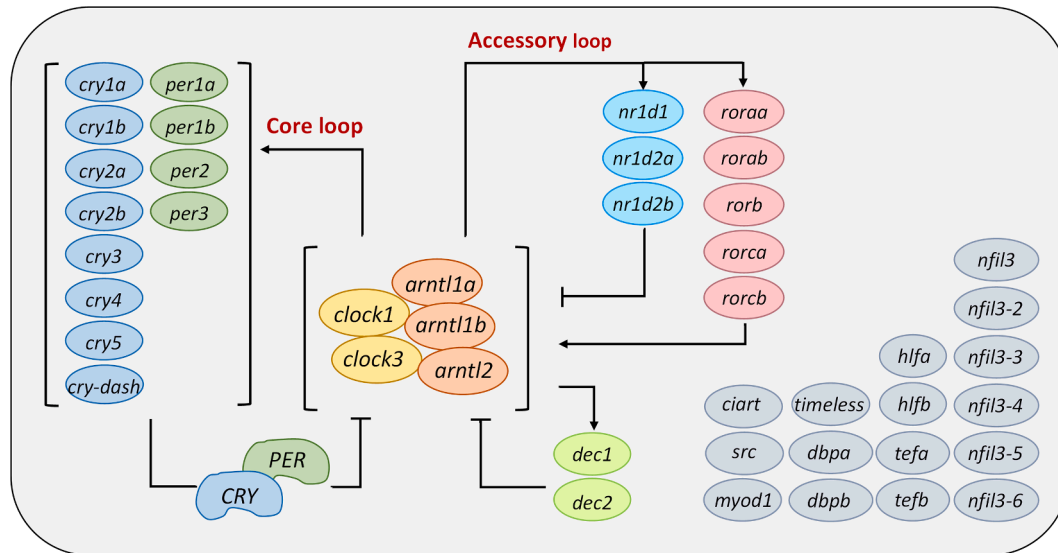 Accessory loop
Core loop
cry1a
cry1b
cry2a
cry2b
cry3
cry4
cry5
cry-dash
per1a
per1b
per2
per3
PER
CRY
clock1
clock3
arntl1a
arntl1b
arntl2
nr1d1
nr1d2a
nr1d2b
roraa
rorab
rorb
rorca
rorcb
dec1
dec2
ciart
src
myod1
timeless
dbpa
dbpb
hlfa
hlfb
tefa
tefb
nfil3
nfil3-2
nfil3-3
nfil3-4
nfil3-5
nfil3-6